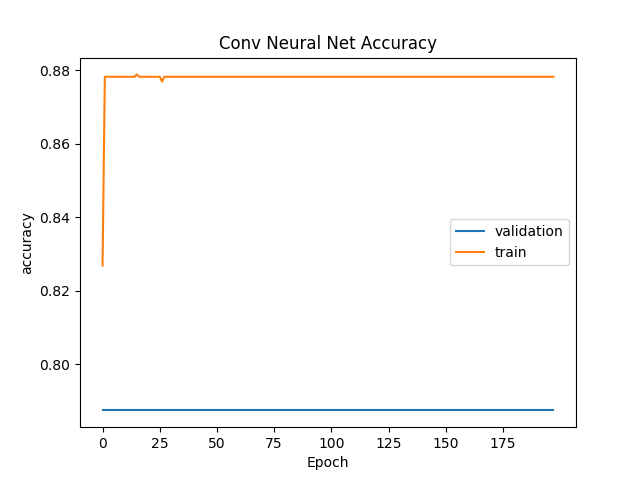 Conv Neural Net Accuracy
0.88
0.86
0.84
0.82
0.80
accuracy
validation
train
0 25 50 75 100 125 150 175
Epoch